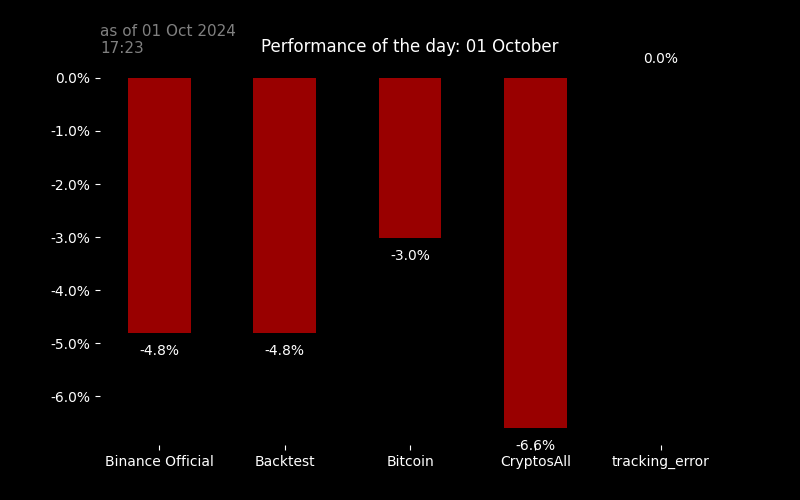 as of 01 Oct 2024
17:23
Performance of the day: 01 October
0.0%
0.0%
-1.0%
-2.0%
-3.0%
-4.0%
-5.0%
-6.0%
-4.8%
-4.8%
-3.0%
-6.6%
Binance Official
Backtest
Bitcoin
CryptosAll
tracking_error